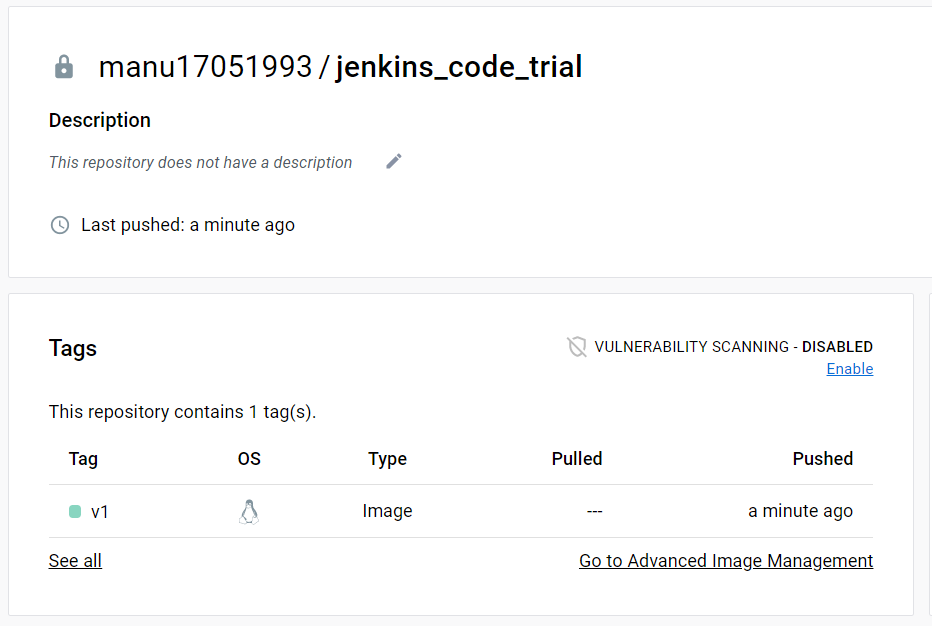 manu17051993 / jenkins_code_trial
Description
This repository does not have a description
Last pushed: a minute ago
Tags
VULNERABILITY SCANNING - DISABLED
Enable
This repository contains 1 tag(s).
Tag OS Type Pulled Pushed
v1 Image --- a minute ago
See all Go to Advanced Image Management